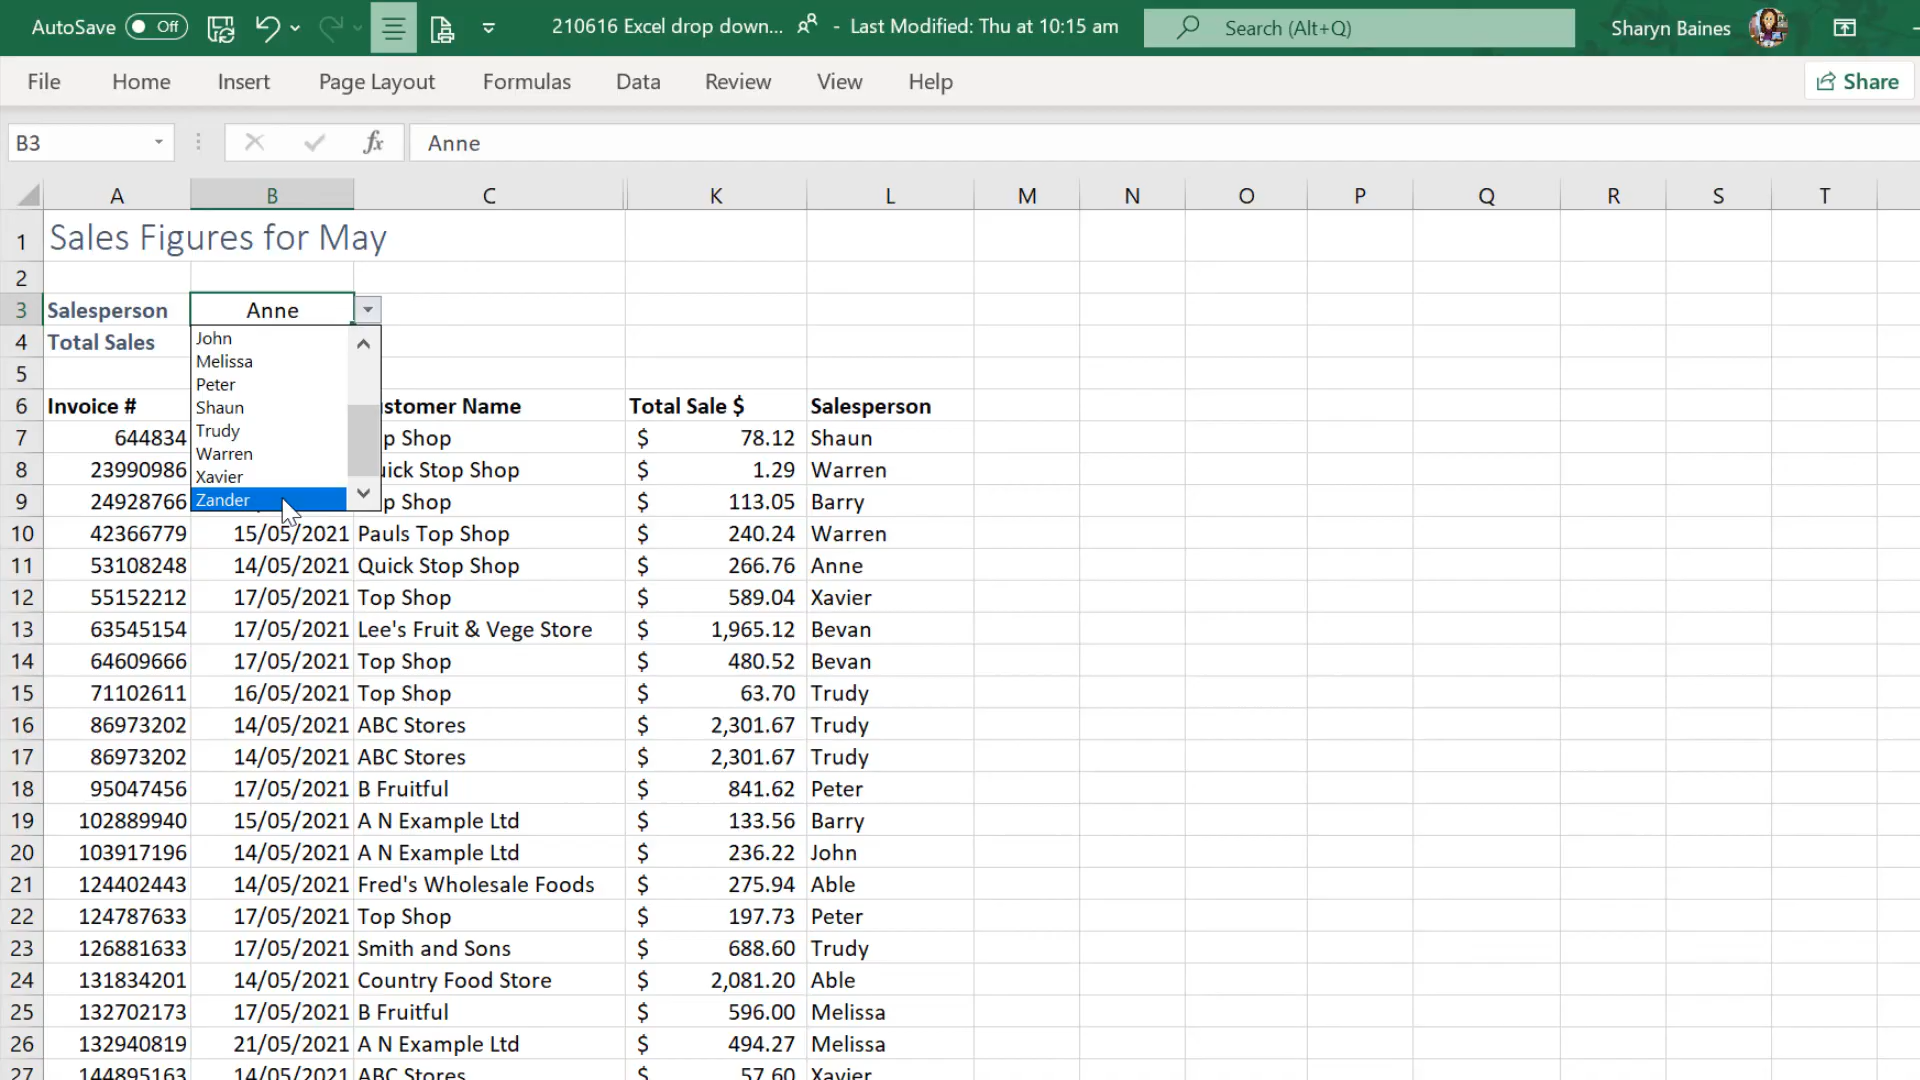 AutoSave Off 210616 Excel drop down... - Last Modified: Thu at 10:15 am Search (Alt+Q) Sharyn Baines
File Home Insert Page Layout Formulas Data Review View Help Share
B3 fx Anne
A B C K L M N O P Q R S T
1 Sales Figures for May
2
3 Salesperson Anne
4 Total Sales
5
John
Melissa
Peter
Shaun
Trudy
Warren
Xavier
Zander
6 Invoice # stomer Name Total Sale $ Salesperson
7 644834 p Shop $ 78.12 Shaun
8 23990986 uick Stop Shop $ 1.29 Warren
9 24928766 p Shop $ 113.05 Barry
10 42366779 15/05/2021 Pauls Top Shop $ 240.24 Warren
11 53108248 14/05/2021 Quick Stop Shop $ 266.76 Anne
12 55152212 17/05/2021 Top Shop $ 589.04 Xavier
13 63545154 17/05/2021 Lee's Fruit & Vege Store $ 1,965.12 Bevan
14 64609666 17/05/2021 Top Shop $ 480.52 Bevan
15 71102611 16/05/2021 Top Shop $ 63.70 Trudy
16 86973202 14/05/2021 ABC Stores $ 2,301.67 Trudy
17 86973202 14/05/2021 ABC Stores $ 2,301.67 Trudy
18 95047456 17/05/2021 B Fruitful $ 841.62 Peter
19 102889940 15/05/2021 A N Example Ltd $ 133.56 Barry
20 103917196 14/05/2021 A N Example Ltd $ 236.22 John
21 124402443 14/05/2021 Fred's Wholesale Foods $ 275.94 Able
22 124787633 17/05/2021 Top Shop $ 197.73 Peter
23 126881633 17/05/2021 Smith and Sons $ 688.60 Trudy
24 131834201 14/05/2021 Country Food Store $ 2,081.20 Able
25 132702173 17/05/2021 B Fruitful $ 596.00 Melissa
26 132940819 21/05/2021 A N Example Ltd $ 494.27 Melissa
27 144895163 14/05/2021 ABC Stores $ 57.60 Xavier